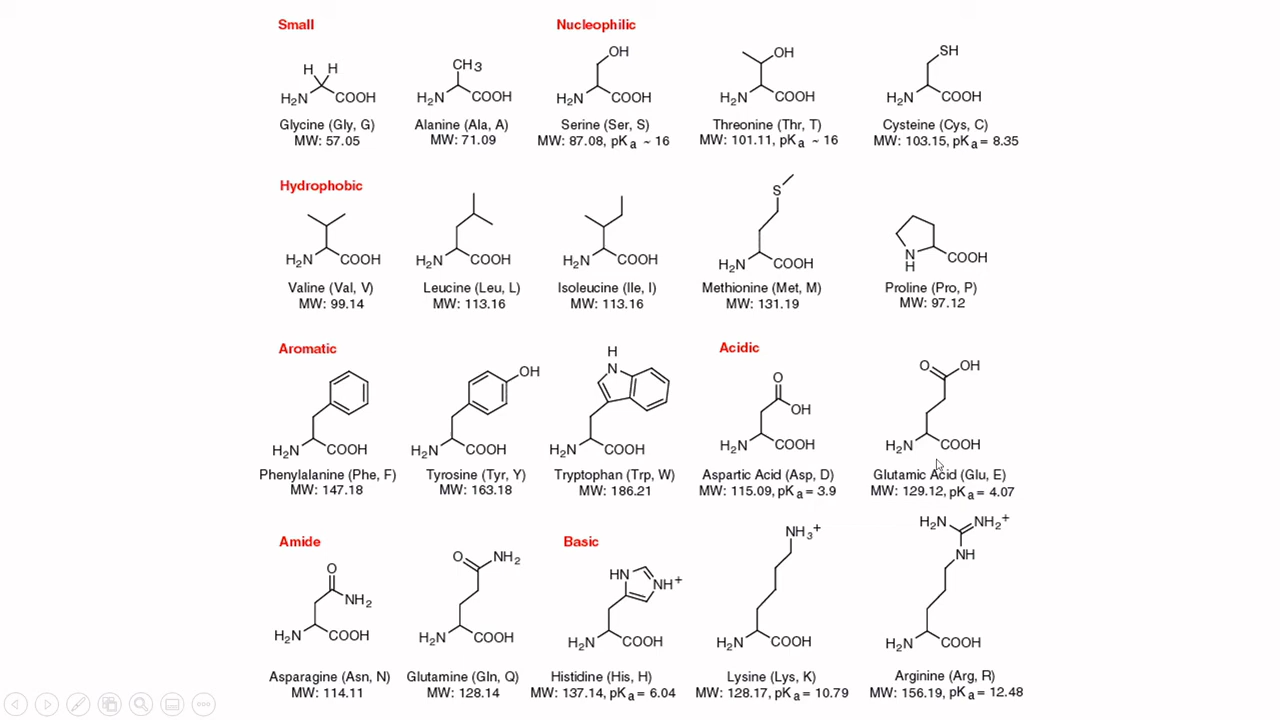 Small
Nucleophilic
H H
H₂N COOH
Glycine (Gly, G)
MW: 57.05
CH₃
H₂N COOH
Alanine (Ala, A)
MW: 71.09
OH
H₂N COOH
Serine (Ser, S)
MW: 87.08, pKa ~ 16
OH
H₂N COOH
Threonine (Thr, T)
MW: 101.11, pKa ~ 16
SH
H₂N COOH
Cysteine (Cys, C)
MW: 103.15, pKa = 8.35
Hydrophobic
H₂N COOH
Valine (Val, V)
MW: 99.14
H₂N COOH
Leucine (Leu, L)
MW: 113.16
H₂N COOH
Isoleucine (Ile, I)
MW: 113.16
S
H₂N COOH
Methionine (Met, M)
MW: 131.19
N COOH
H
Proline (Pro, P)
MW: 97.12
Aromatic
Acidic
H₂N COOH
Phenylalanine (Phe, F)
MW: 147.18
OH
H₂N COOH
Tyrosine (Tyr, Y)
MW: 163.18
H
N
H₂N COOH
Tryptophan (Trp, W)
MW: 186.21
O
OH
H₂N COOH
Aspartic Acid (Asp, D)
MW: 115.09, pKa = 3.9
O OH
H₂N COOH
Glutamic Acid (Glu, E)
MW: 129.12, pKa = 4.07
Amide
Basic
O
NH₂
H₂N COOH
Asparagine (Asn, N)
MW: 114.11
O NH₂
H₂N COOH
Glutamine (Gln, Q)
MW: 128.14
HN NH⁺
H₂N COOH
Histidine (His, H)
MW: 137.14, pKa = 6.04
NH₃⁺
H₂N COOH
Lysine (Lys, K)
MW: 128.17, pKa = 10.79
H₂N NH₂⁺
NH
H₂N COOH
Arginine (Arg, R)
MW: 156.19, pKa = 12.48